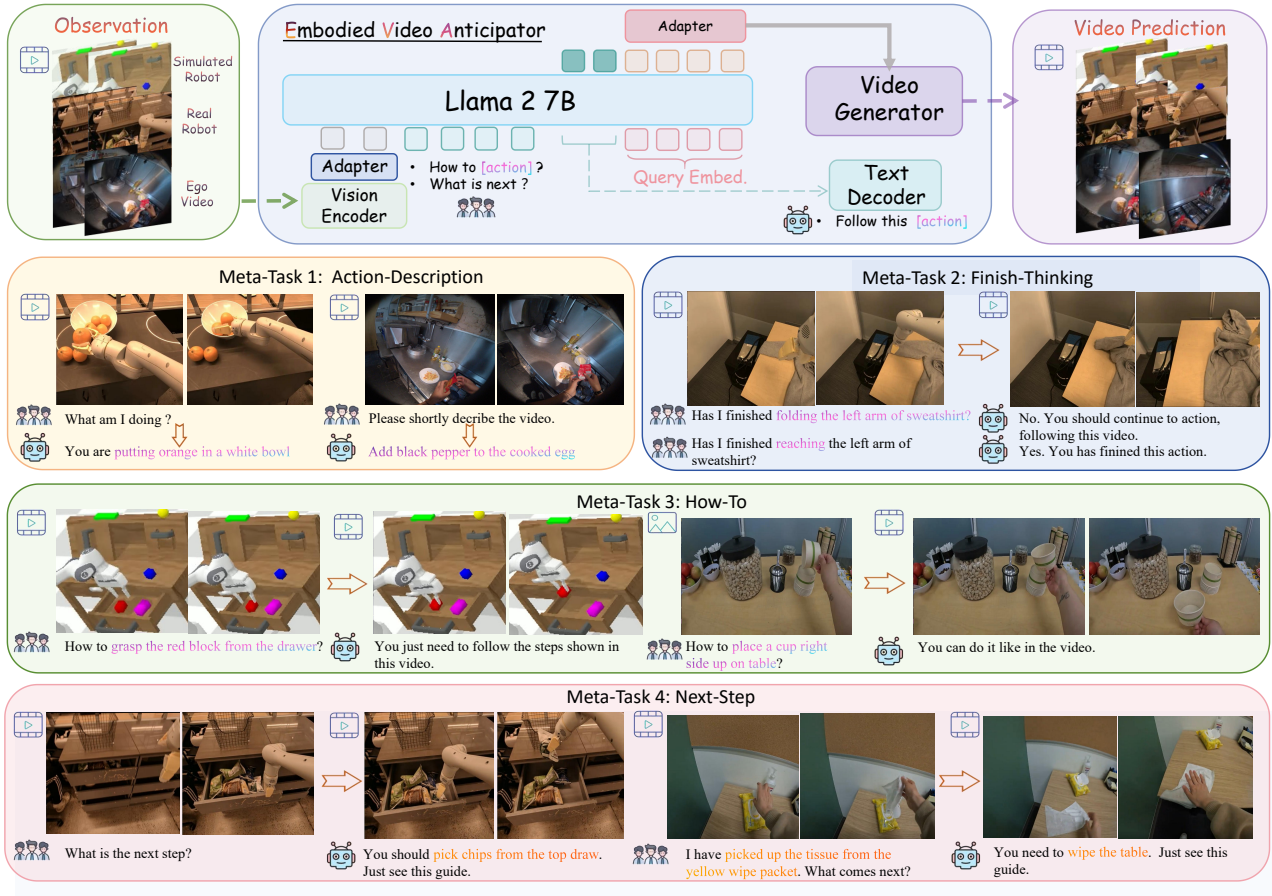 Observation
Simulated
Robot
Real
Robot
Ego
Video
Embodied Video Anticipator
Adapter
Llama 2 7B
Adapter
Vision
Encoder
• How to [action] ?
• What is next ?
Query Embed.
Video
Generator
Text
Decoder
• Follow this [action]
Video Prediction
Meta-Task 1: Action-Description
What am I doing ?
You are putting orange in a white bowl
Please shortly decribe the video.
Add black pepper to the cooked egg
Meta-Task 2: Finish-Thinking
Has I finished folding the left arm of sweatshirt?
Has I finished reaching the left arm of
sweatshirt?
No. You should continue to action,
following this video.
Yes. You has finined this action.
Meta-Task 3: How-To
How to grasp the red block from the drawer?
You just need to follow the steps shown in
this video.
How to place a cup right
side up on table?
You can do it like in the video.
Meta-Task 4: Next-Step
What is the next step?
You should pick chips from the top draw.
Just see this guide.
I have picked up the tissue from the
yellow wipe packet. What comes next?
You need to wipe the table. Just see this
guide.